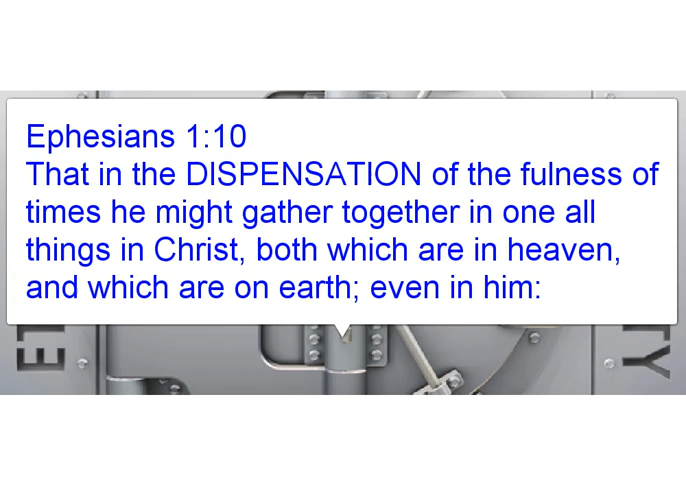 Ephesians 1:10
That in the DISPENSATION of the fulness of
times he might gather together in one all
things in Christ, both which are in heaven,
and which are on earth; even in him: